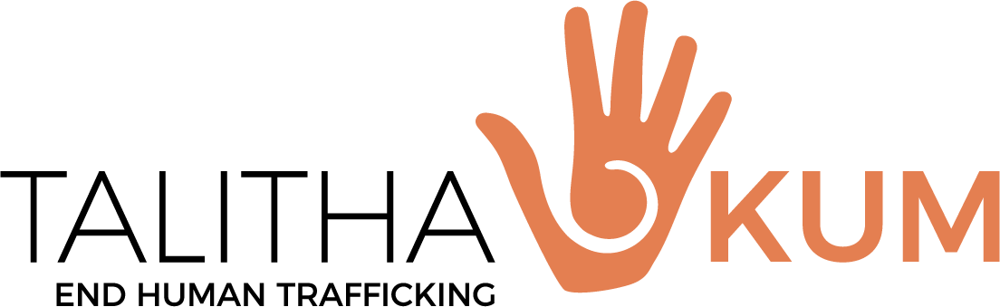 TALITHA KUM
END HUMAN TRAFFICKING